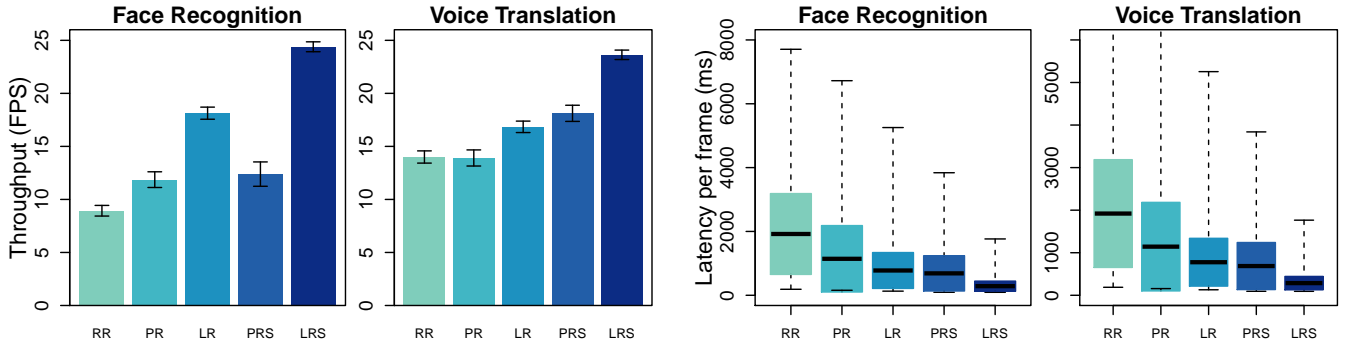 Face Recognition
Voice Translation
Throughput (FPS)
25
20
15
10
5
0
RR PR LR PRS LRS
25
20
15
10
5
0
RR PR LR PRS LRS
Face Recognition
Voice Translation
Latency per frame (ms)
8000
6000
4000
2000
0
RR PR LR PRS LRS
5000
3000
1000
0
RR PR LR PRS LRS